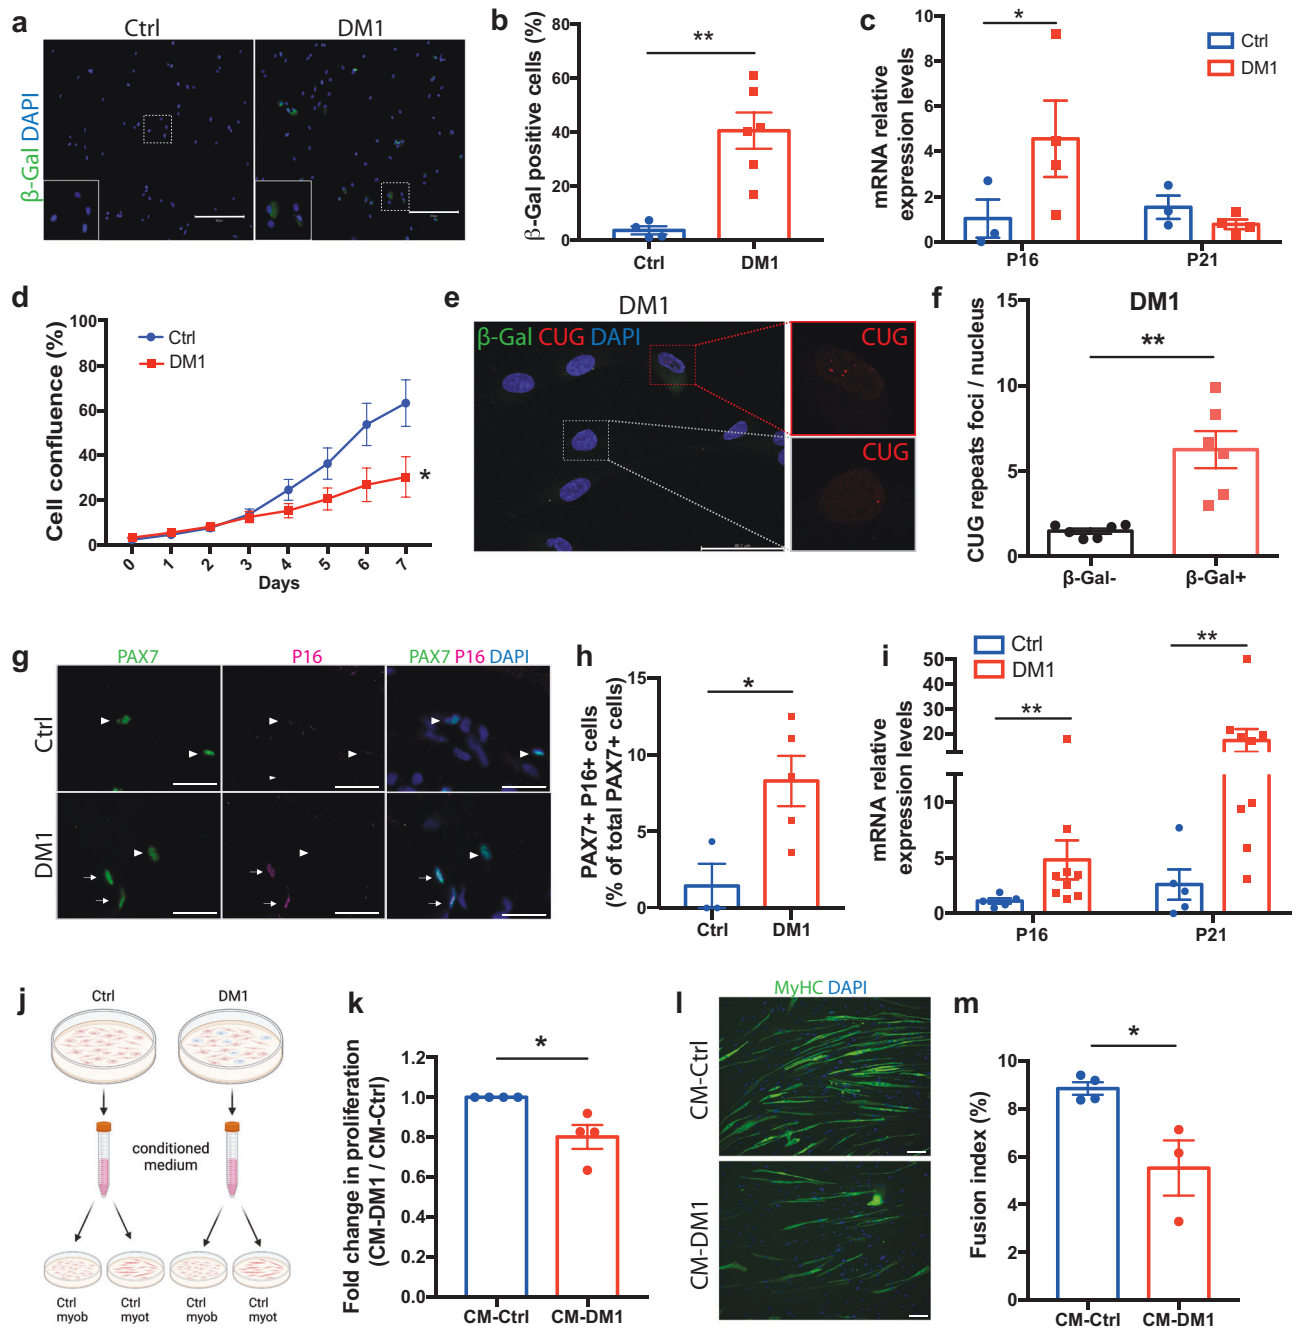 a
Ctrl
DM1
β-Gal DAPI
b
β-Gal positive cells (%)
80
60
40
20
0
**
Ctrl
DM1
c
mRNA relative
expression levels
10
8
6
4
2
0
*
Ctrl
DM1
P16
P21
d
Cell confluence (%)
100
80
60
40
20
0
Ctrl
DM1
*
0 1 2 3 4 5 6 7
Days
e
DM1
β-Gal CUG DAPI
CUG
CUG
f
DM1
CUG repeats foci / nucleus
15
10
5
0
**
β-Gal-
β-Gal+
g
PAX7
P16
PAX7 P16 DAPI
Ctrl
DM1
h
PAX7+ P16+ cells
(% of total PAX7+ cells)
15
10
5
0
*
Ctrl
DM1
i
Ctrl
DM1
mRNA relative
expression levels
50
40
30
20
10
5
0
**
**
P16
P21
j
Ctrl
DM1
conditioned
medium
Ctrl
myob
Ctrl
myot
Ctrl
myob
Ctrl
myot
k
Fold change in proliferation
(CM-DM1 / CM-Ctrl)
1.2
1.0
0.8
0.6
0.4
0.2
0.0
*
CM-Ctrl
CM-DM1
l
MyHC DAPI
CM-Ctrl
CM-DM1
m
Fusion index (%)
10
8
6
4
2
0
*
CM-Ctrl
CM-DM1